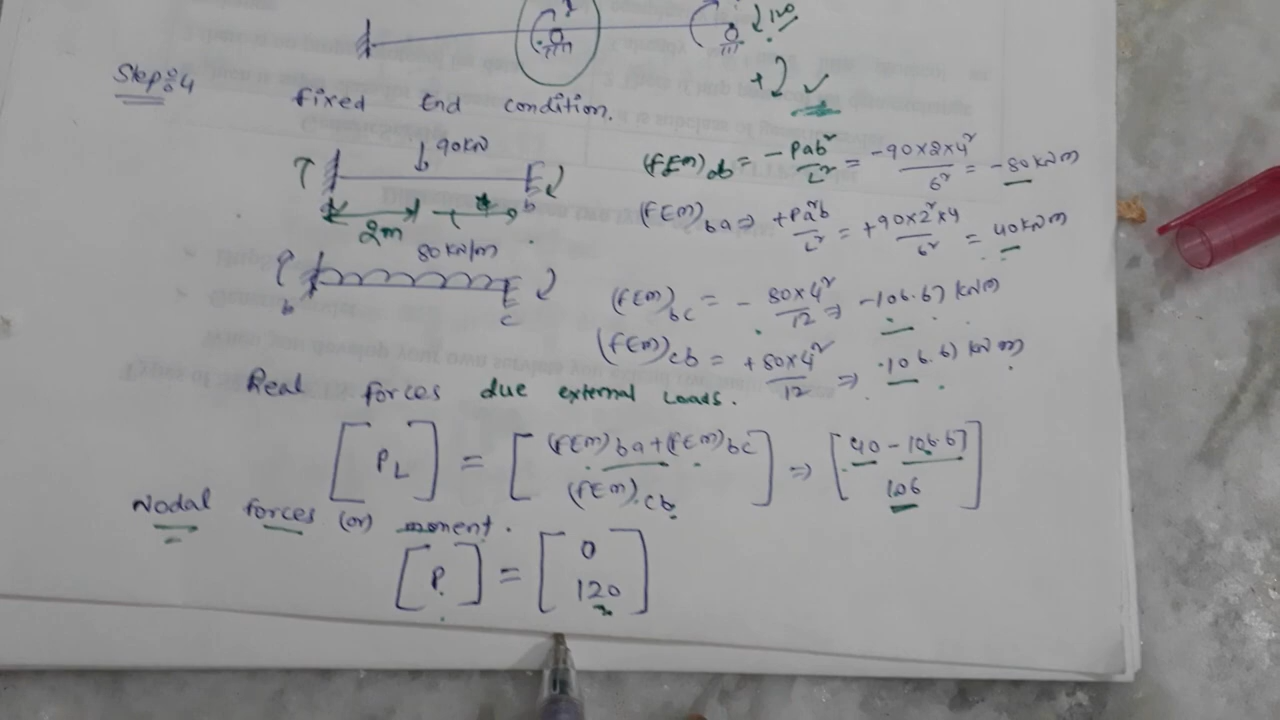 120
+2 ✓
Step:4
Fixed End condition.
90KN
(FEM)ab = -Pab²/L² = -90×2×4²/6² = -80 KNm
2m
4
b
(FEM)ba ⇒ +Pa²b/L² = +90×2²×4/6² = 40KNm
80 KN/m
b
c
(FEM)bc = - 80×4²/12 ⇒ -106.67 KNm
(FEM)cb = +80×4²/12 ⇒ 106.67 KNm
Real forces due external Loads.
[PL] = [(FEM)ba+(FEM)bc (FEM)cb] ⇒ [40-106.67 106]
Nodal forces (or) moment.
[P] = [0 120]